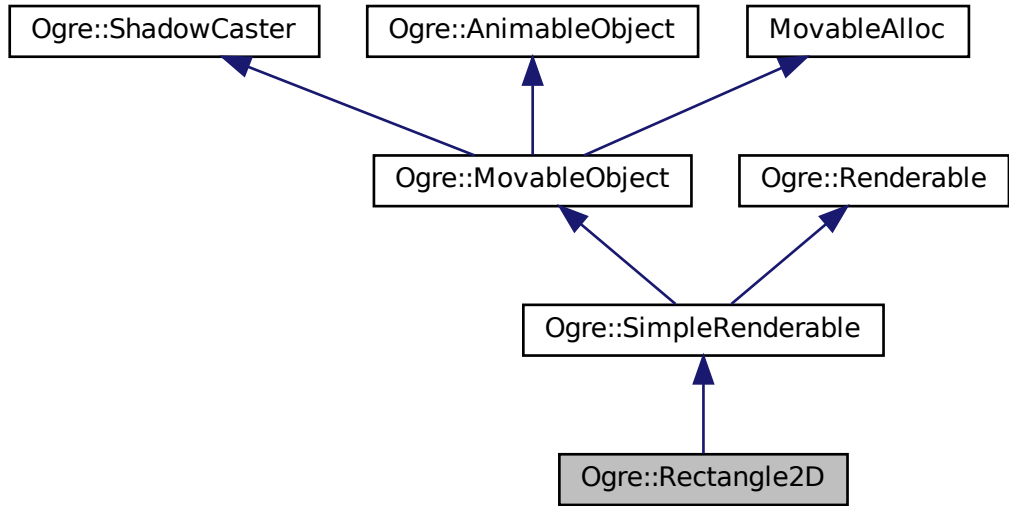 Ogre::ShadowCaster
Ogre::AnimableObject
MovableAlloc
Ogre::MovableObject
Ogre::Renderable
Ogre::SimpleRenderable
Ogre::Rectangle2D